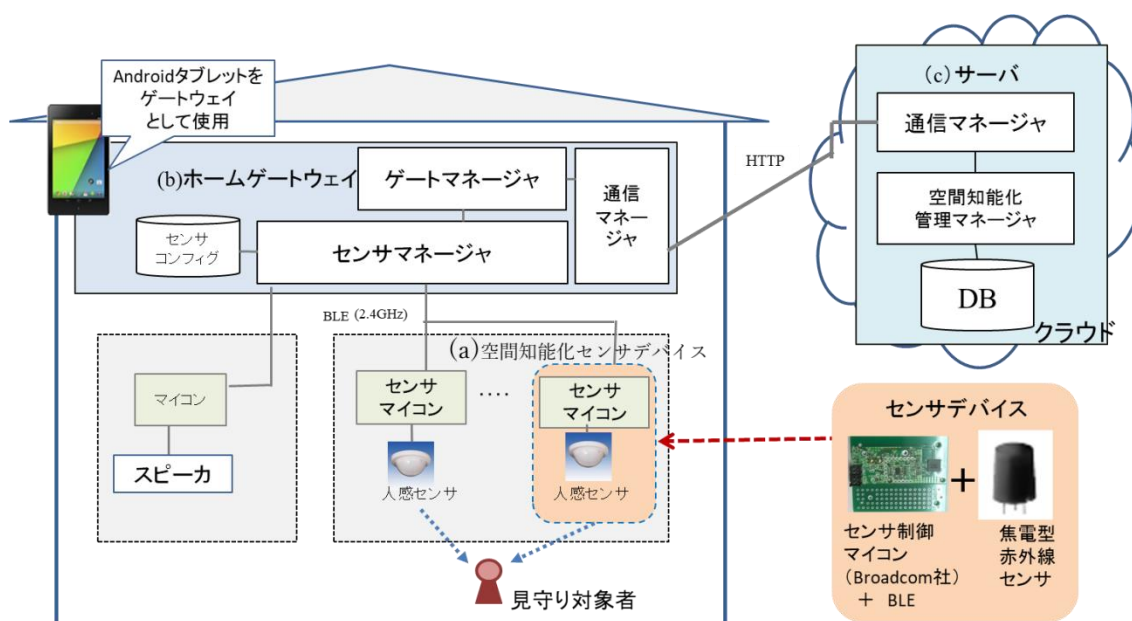 Androidタブレットを
ゲートウェイ
として使用
(b)ホームゲートウェイ
ゲートマネージャ
通信
マネー
ジャ
センサ
コンフィグ
センサマネージャ
HTTP
(c)サーバ
通信マネージャ
空間知能化
管理マネージャ
DB
クラウド
BLE (2.4GHz)
(a)空間知能化センサデバイス
マイコン
スピーカ
センサ
マイコン
‥‥
センサ
マイコン
人感センサ
人感センサ
見守り対象者
センサデバイス
+
センサ制御
マイコン
(Broadcom社)
+ BLE
焦電型
赤外線
センサ